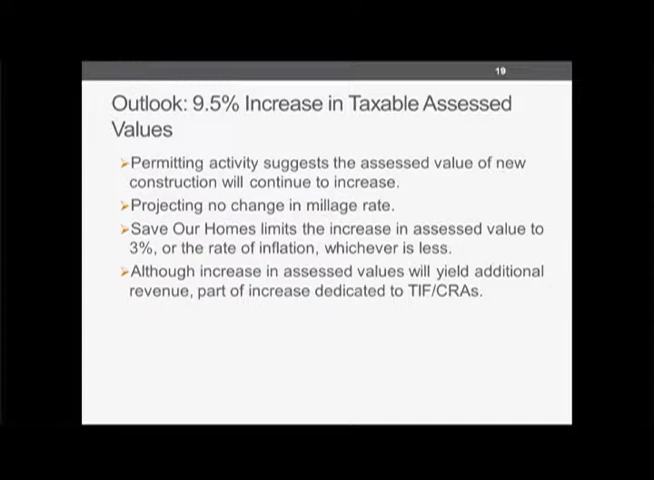 19
Outlook: 9.5% Increase in Taxable Assessed
Values
➢Permitting activity suggests the assessed value of new
construction will continue to increase.
➢Projecting no change in millage rate.
➢Save Our Homes limits the increase in assessed value to
3%, or the rate of inflation, whichever is less.
➢Although increase in assessed values will yield additional
revenue, part of increase dedicated to TIF/CRAs.